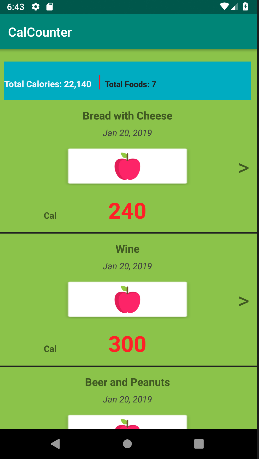 6:43
CalCounter
Total Calories: 22,140 Total Foods: 7
Bread with Cheese
Jan 20, 2019
>
Cal 240
Wine
Jan 20, 2019
>
Cal 300
Beer and Peanuts
Jan 20, 2019